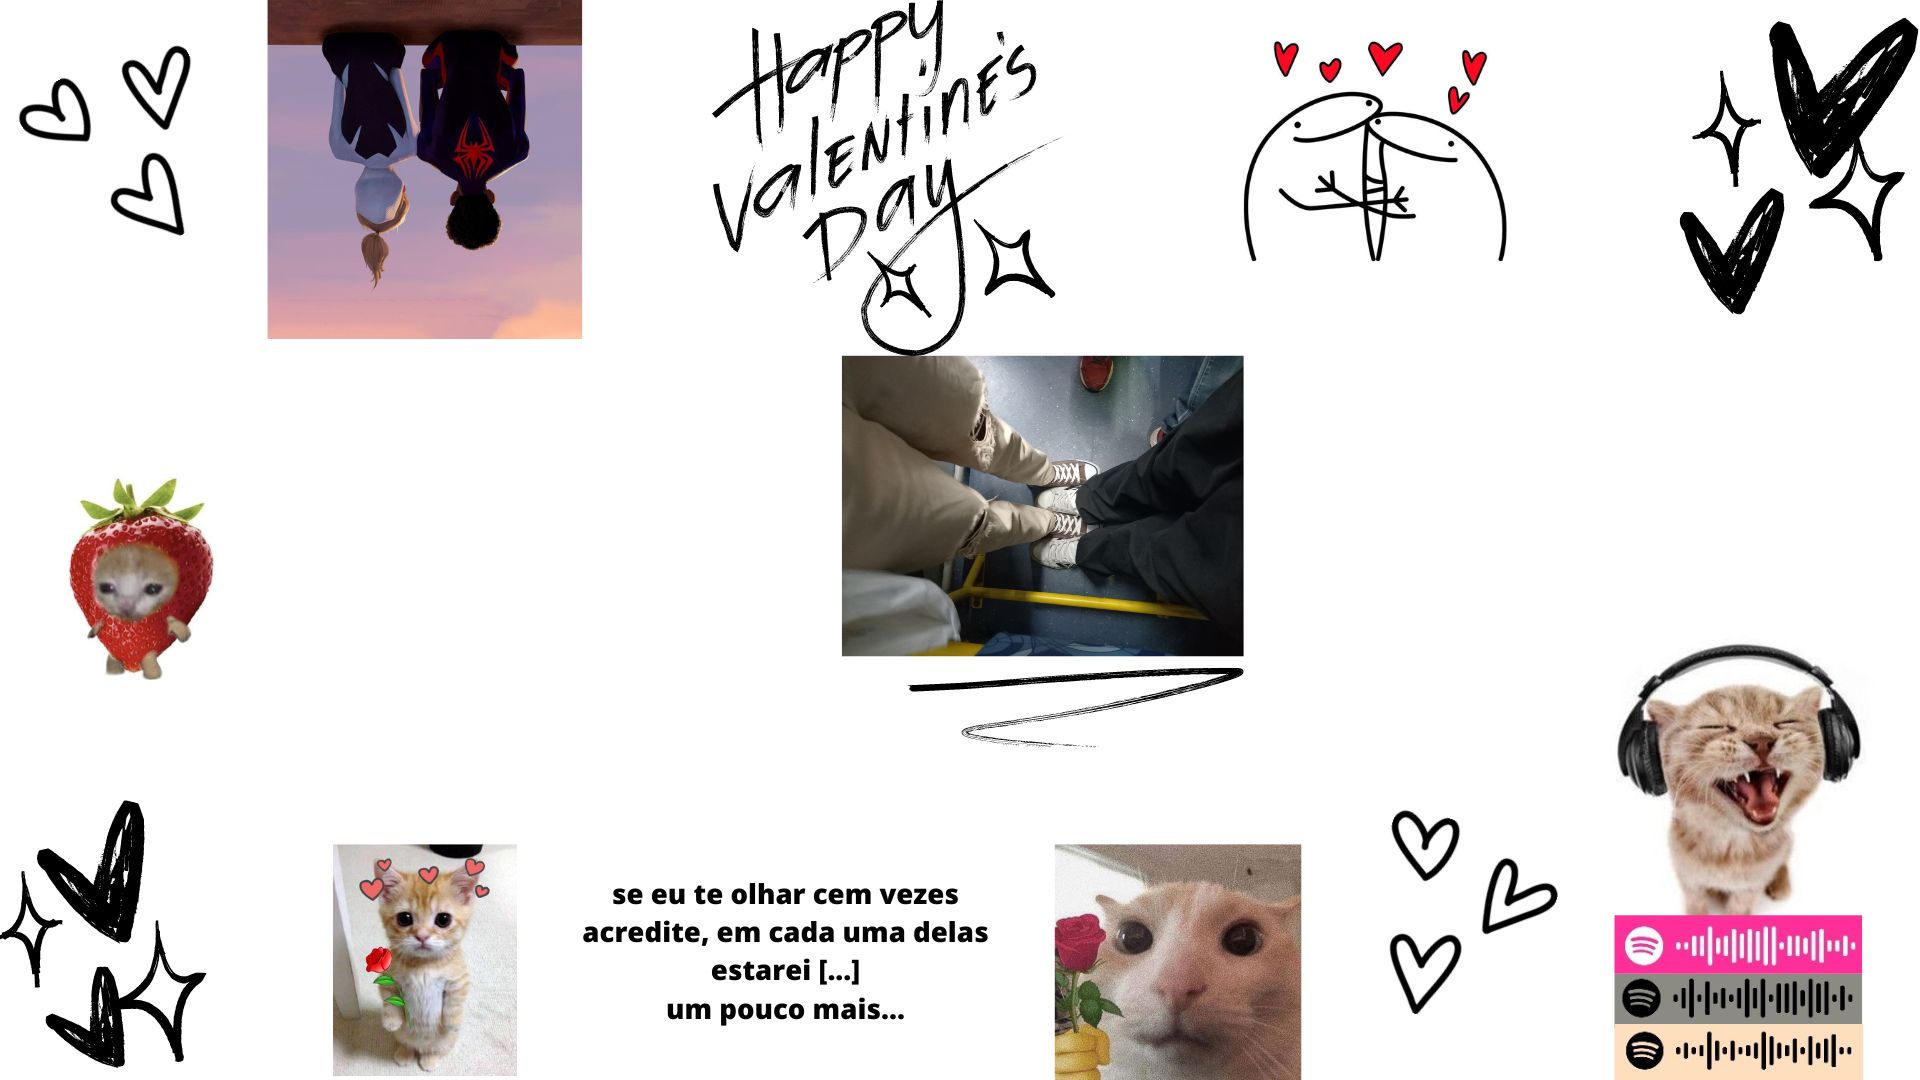 Happy
Valentine's
Day
se eu te olhar cem vezes
acredite, em cada uma delas
estarei [...]
um pouco mais...